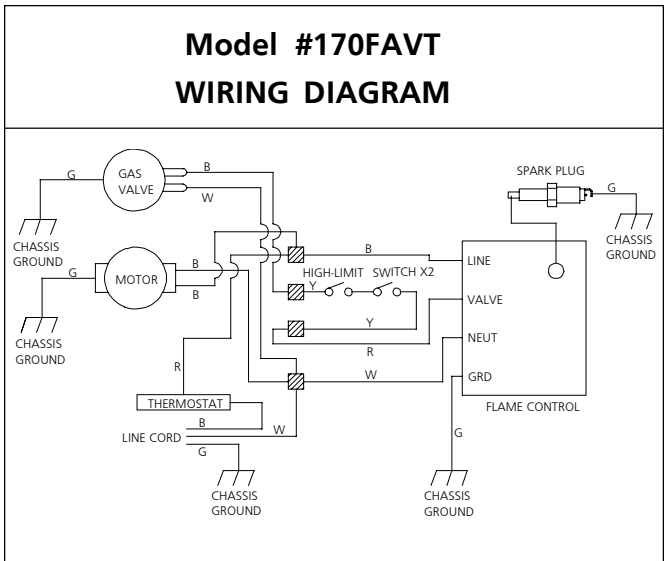 Model #170FAVT
WIRING DIAGRAM
G
GAS
VALVE
B
W
SPARK PLUG
G
CHASSIS
GROUND
CHASSIS
GROUND
B
LINE
G
MOTOR
B
B
HIGH-LIMIT
SWITCH X2
Y
VALVE
CHASSIS
GROUND
Y
R
NEUT
R
W
GRD
THERMOSTAT
FLAME CONTROL
B
LINE CORD
W
G
G
CHASSIS
GROUND
CHASSIS
GROUND